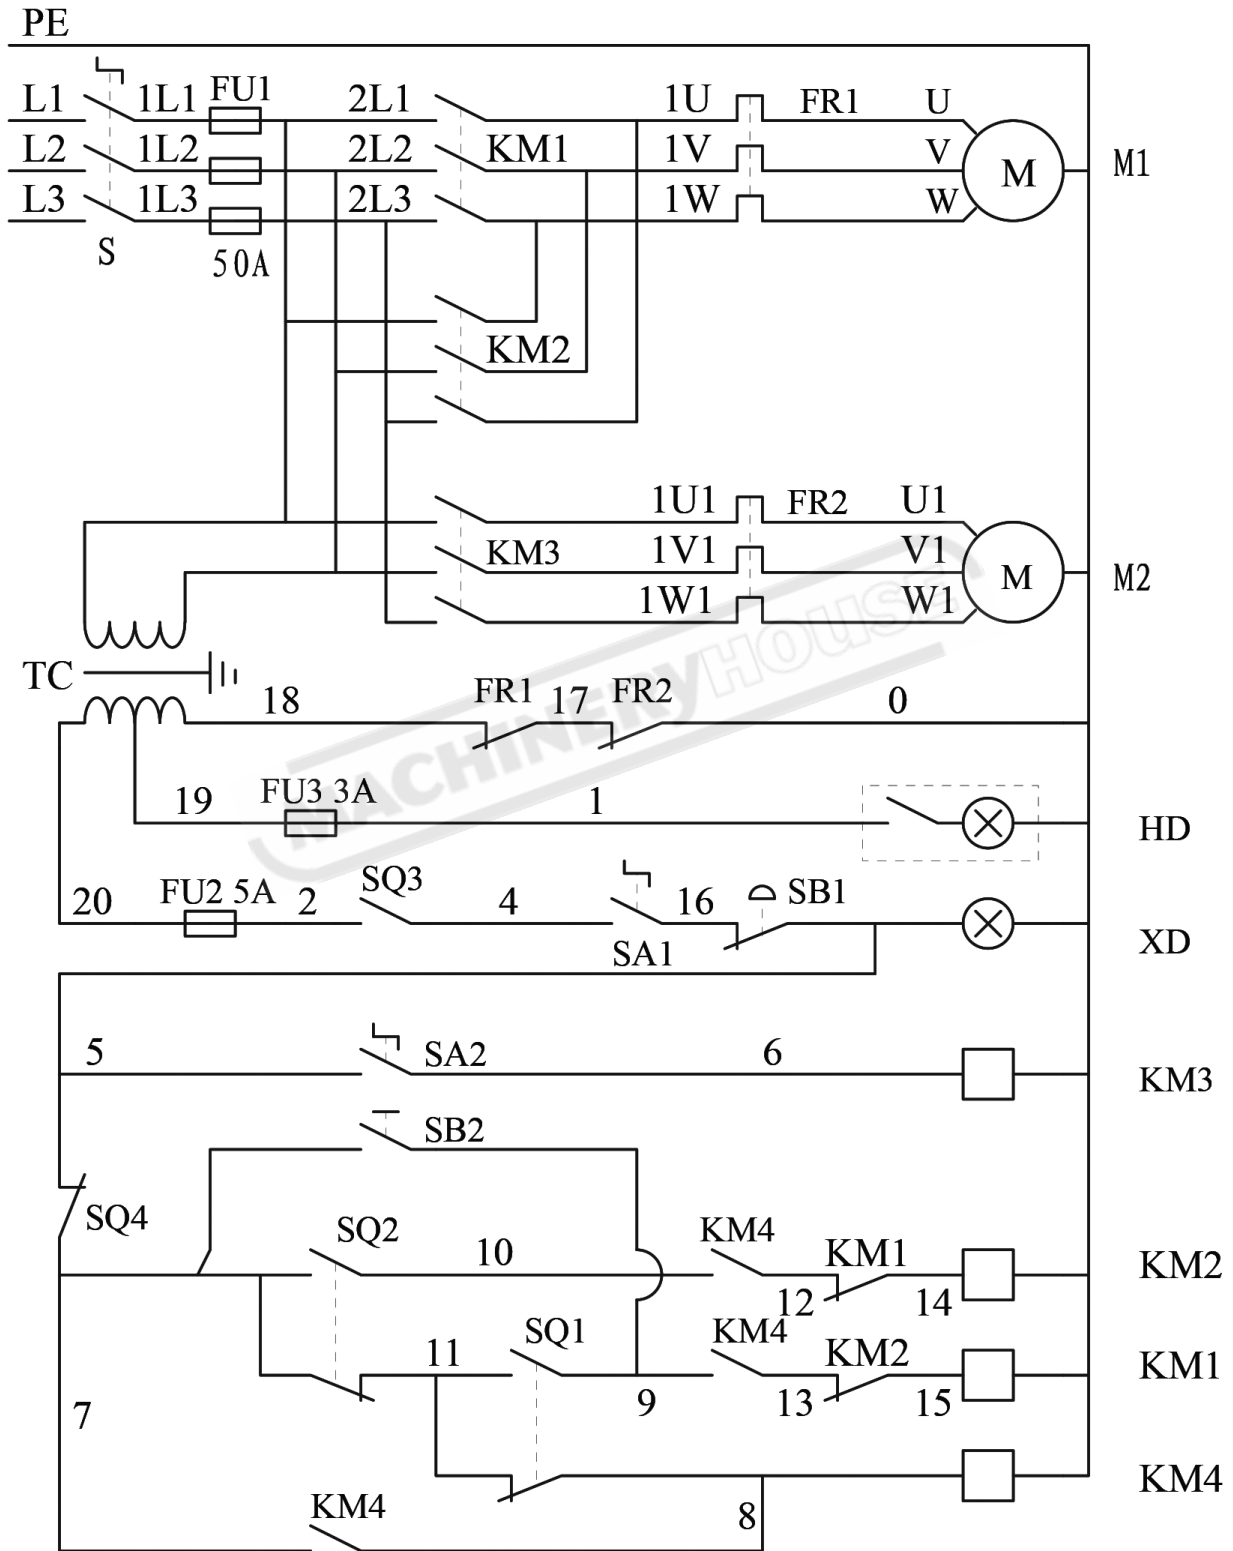 PE
L1 1L1 FU1 2L1 1U FR1 U
L2 1L2 2L2 KM1 1V V M M1
L3 1L3 2L3 1W W
S 50A
KM2
1U1 FR2 U1
KM3 1V1 V1 M M2
1W1 W1
TC
MACHINERYHOUSE
18 FR1 17 FR2 0
19 FU3 3A 1 HD
20 FU2 5A 2 SQ3 4 16 SB1
SA1 XD
5 SA2 6 KM3
SB2
SQ4
SQ2 10 KM4 KM1 KM2
12 14
11 SQ1 KM4 KM2 KM1
7 9 13 15
KM4
KM4 8